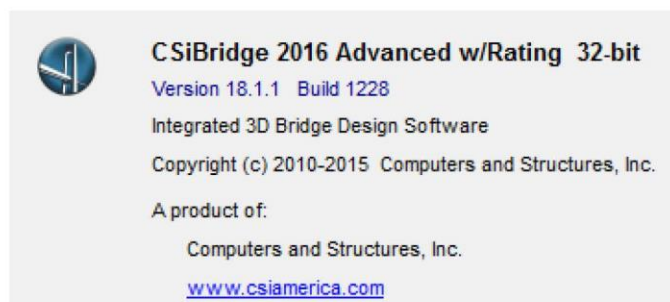 CSiBridge 2016 Advanced w/Rating 32-bit
Version 18.1.1 Build 1228
Integrated 3D Bridge Design Software
Copyright (c) 2010-2015 Computers and Structures, Inc.
A product of:
Computers and Structures, Inc.
www.csiamerica.com